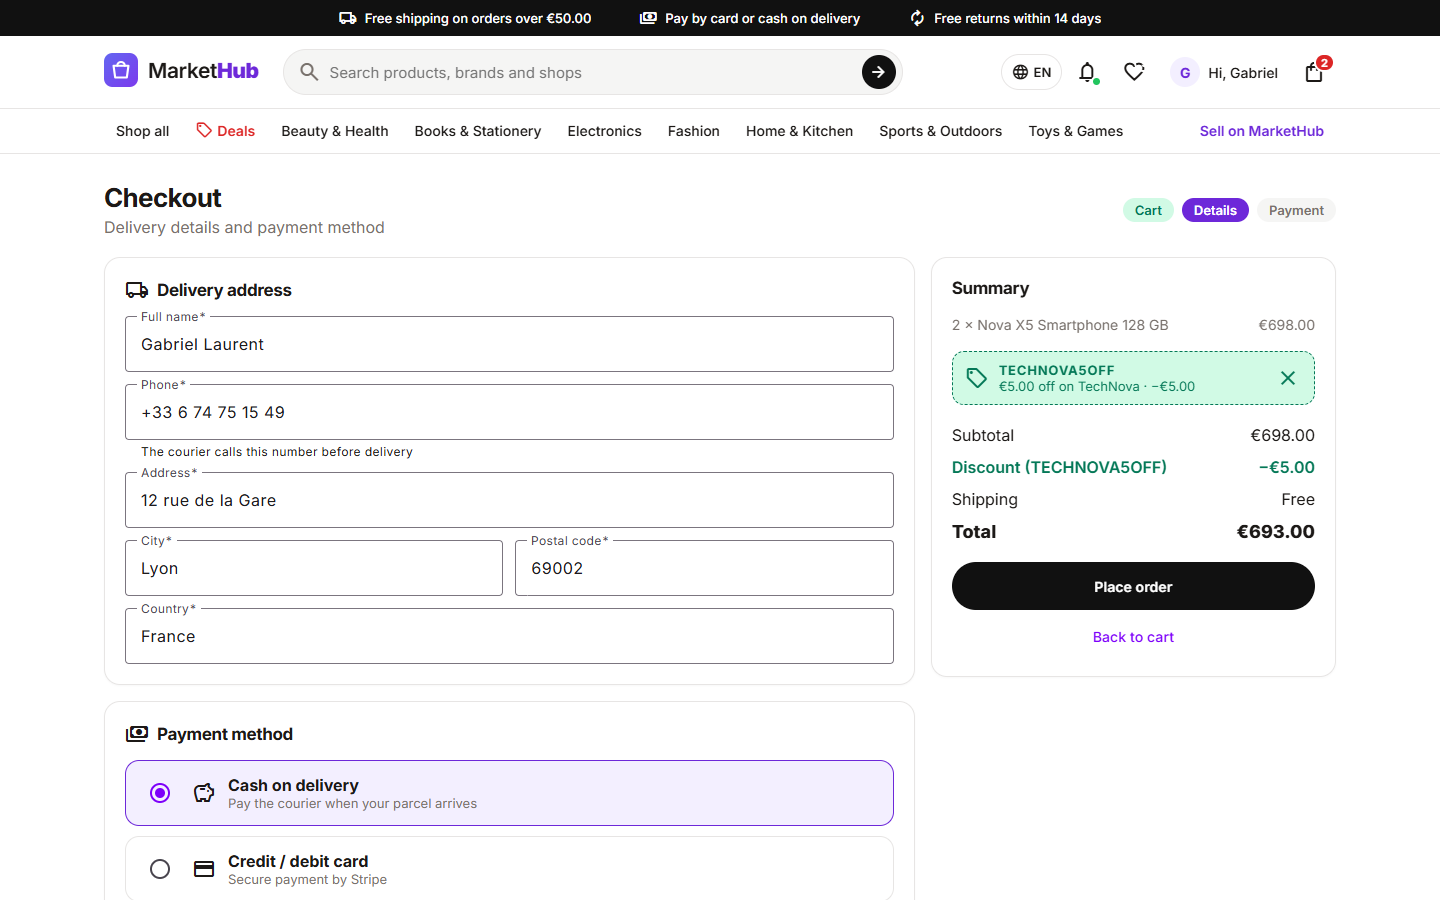 Free shipping on orders over €50.00
Pay by card or cash on delivery
Free returns within 14 days
MarketHub
Search products, brands and shops
EN
G
Hi, Gabriel
2
Shop all
Deals
Beauty & Health
Books & Stationery
Electronics
Fashion
Home & Kitchen
Sports & Outdoors
Toys & Games
Sell on MarketHub
Checkout
Delivery details and payment method
Cart
Details
Payment
Delivery address
Full name*
Gabriel Laurent
Phone*
+33 6 74 75 15 49
The courier calls this number before delivery
Address*
12 rue de la Gare
City*
Lyon
Postal code*
69002
Country*
France
Payment method
Cash on delivery
Pay the courier when your parcel arrives
Credit / debit card
Secure payment by Stripe
Summary
2 × Nova X5 Smartphone 128 GB €698.00
TECHNOVA5OFF
€5.00 off on TechNova · −€5.00
Subtotal €698.00
Discount (TECHNOVA5OFF) −€5.00
Shipping Free
Total €693.00
Place order
Back to cart